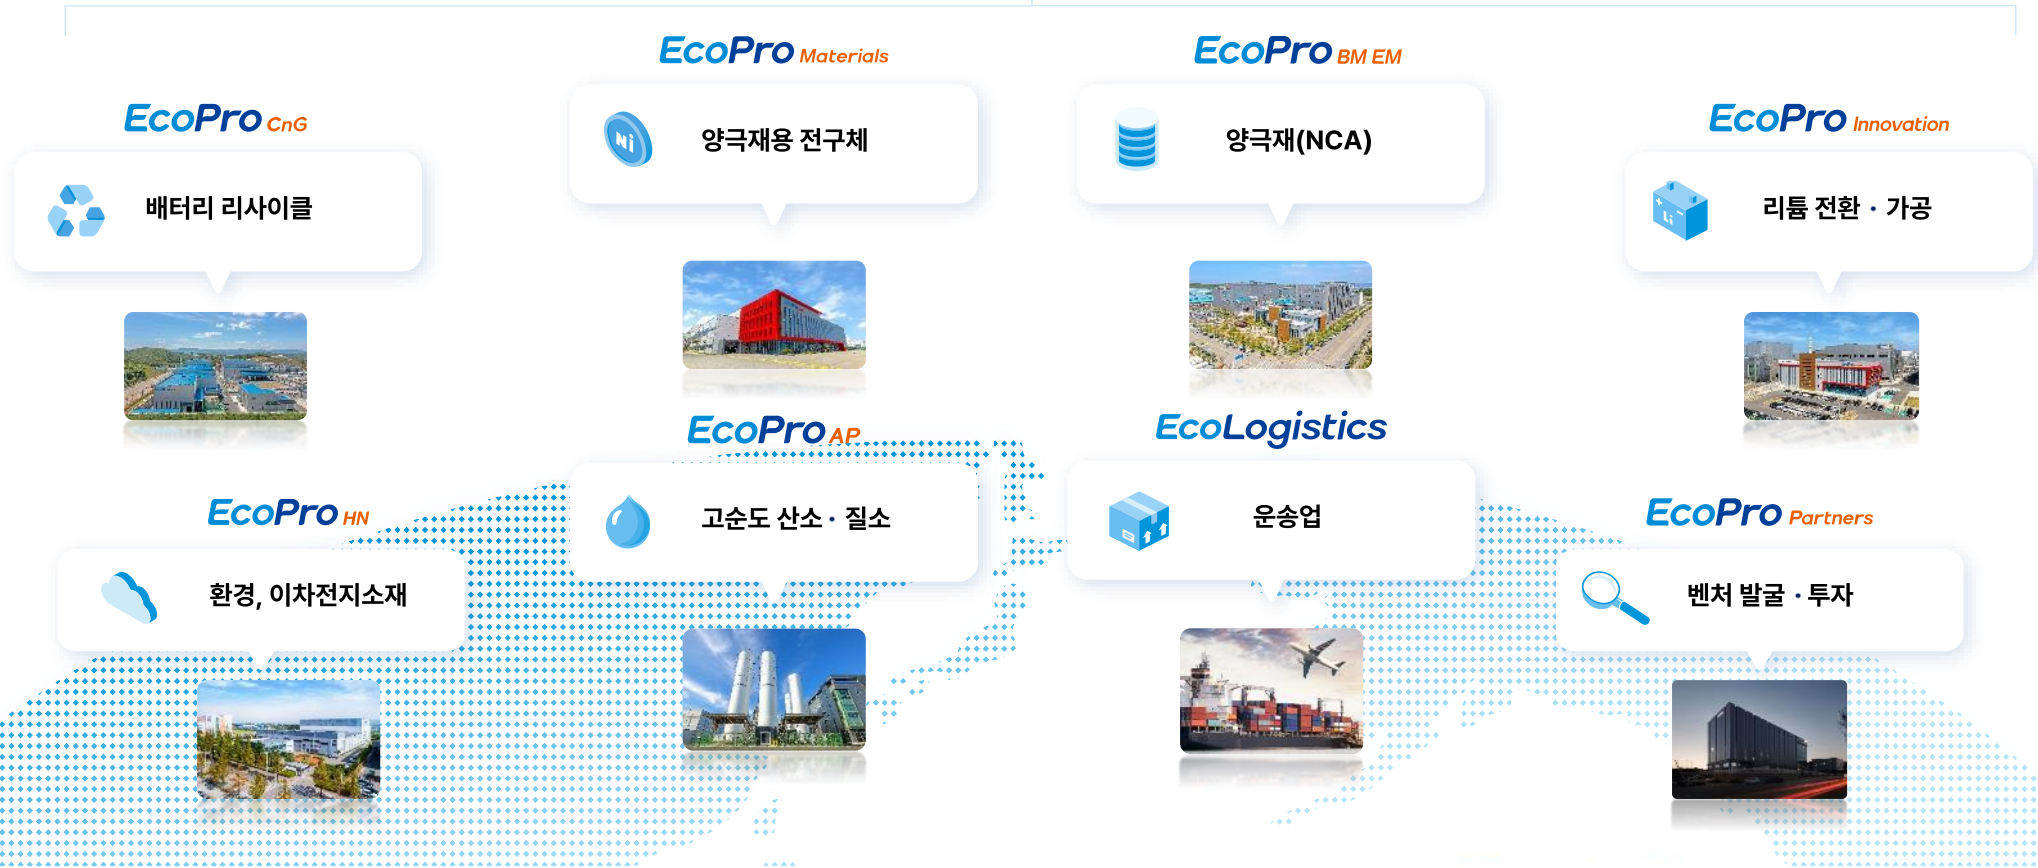 EcoPro CnG
배터리 리사이클
EcoPro Materials
Ni
양극재용 전구체
EcoPro BM EM
양극재(NCA)
EcoPro Innovation
Li
리튬 전환 · 가공
EcoPro HN
환경, 이차전지소재
EcoPro AP
고순도 산소 · 질소
EcoLogistics
운송업
EcoPro Partners
벤처 발굴 · 투자